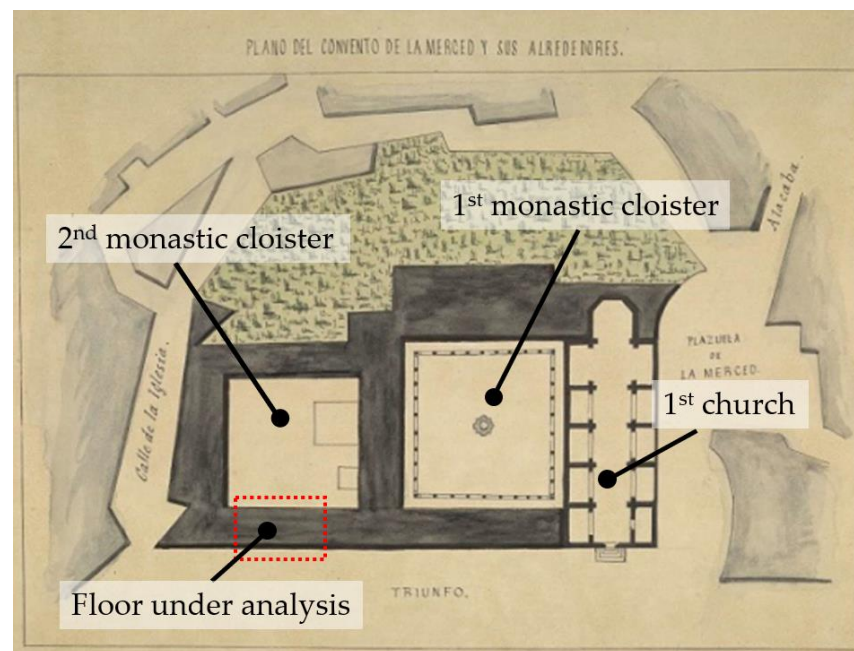 PLANO DEL CONVENTO DE LA MERCED Y SUS ALREDEDORES.
1st monastic cloister
2nd monastic cloister
Alacaba.
PLAZUELA
DE
LA MERCED.
1st church
Calle de la Iglesia.
Floor under analysis
TRIUNFO.